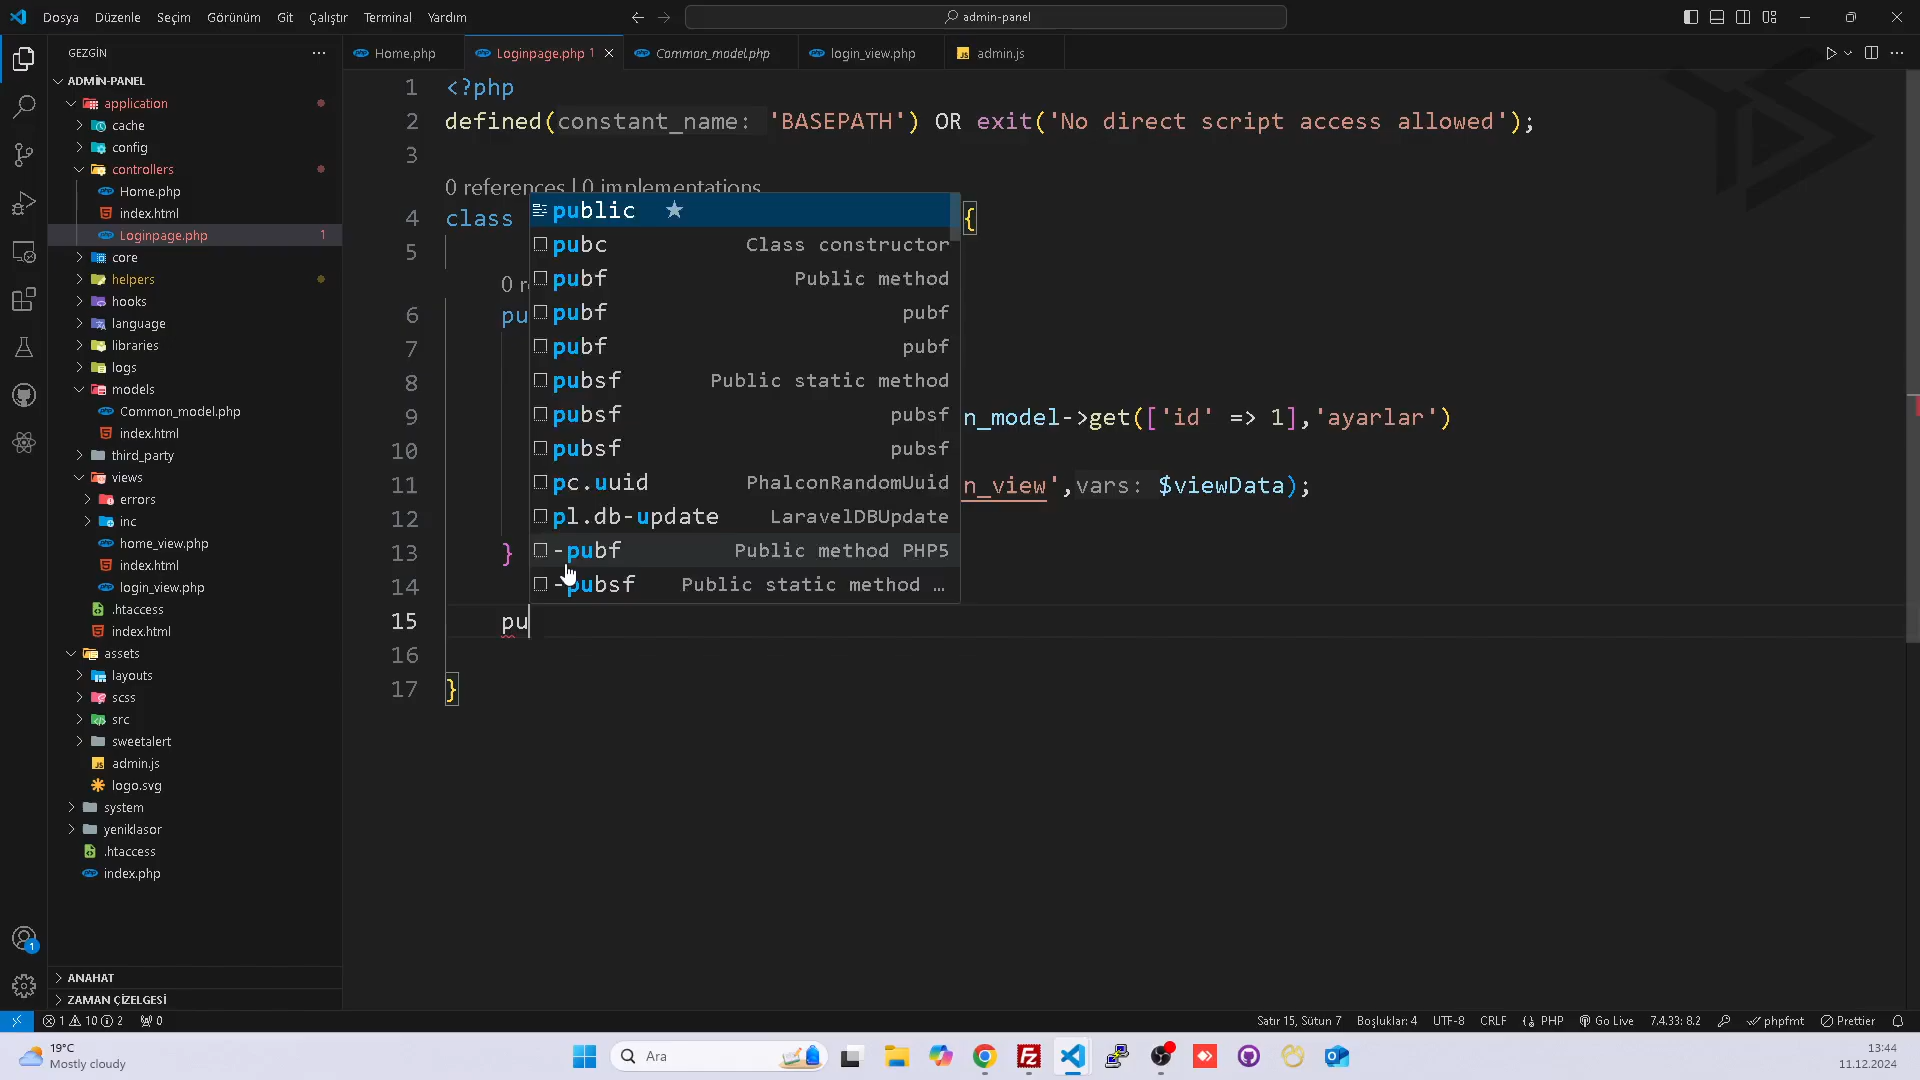 Dosya Düzenle Seçim Görünüm Git Çalıştır Terminal Yardım admin-panel
GEZGİN
Home.php Loginpage.php 1 Common_model.php login_view.php admin.js
ADMIN-PANEL
application
cache
config
controllers
Home.php
index.html
Loginpage.php 1
core
helpers
hooks
language
libraries
logs
models
Common_model.php
index.html
third_party
views
errors
inc
home_view.php
index.html
login_view.php
.htaccess
index.html
assets
layouts
scss
src
sweetalert
admin.js
logo.svg
system
yeniklasor
.htaccess
index.php
ANAHAT
ZAMAN ÇİZELGESİ
1 <?php
2 defined(constant_name: 'BASEPATH') OR exit('No direct script access allowed');
3
0 references | 0 implementations
4 class {
5
0 re
6 pu
7
8
9 n_model->get(['id' => 1],'ayarlar')
10
11 n_view',vars: $viewData);
12
13 }
14
15 pu
16
17 }
public
pubc Class constructor
pubf Public method
pubf pubf
pubf pubf
pubsf Public static method
pubsf pubsf
pubsf pubsf
pc.uuid PhalconRandomUuid
pl.db-update LaravelDBUpdate
-pubf Public method PHP5
-pubsf Public static method …
1
1 10 2 0 Satır 15, Sütun 7 Boşluklar: 4 UTF-8 CRLF PHP Go Live 7.4.33: 8.2 phpfmt Prettier
19°C
Mostly cloudy
Ara
13:44
11.12.2024